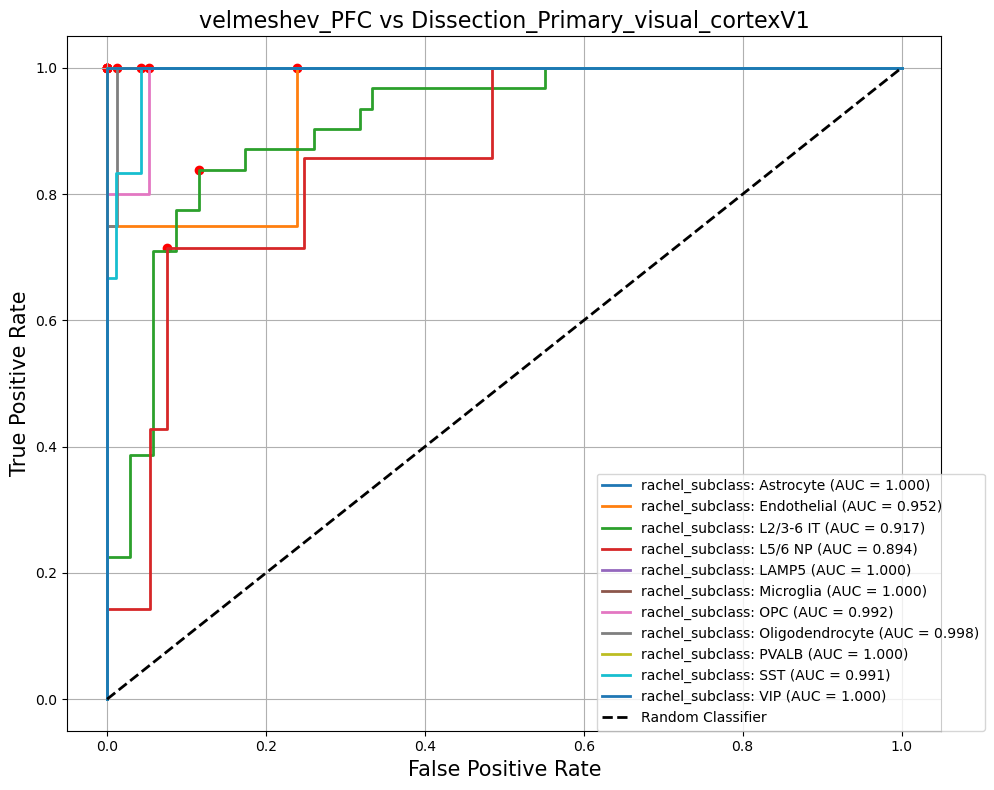 velmeshev_PFC vs Dissection_Primary_visual_cortexV1
True Positive Rate
1.0
0.8
0.6
0.4
0.2
0.0
rachel_subclass: Astrocyte (AUC = 1.000)
rachel_subclass: Endothelial (AUC = 0.952)
rachel_subclass: L2/3-6 IT (AUC = 0.917)
rachel_subclass: L5/6 NP (AUC = 0.894)
rachel_subclass: LAMP5 (AUC = 1.000)
rachel_subclass: Microglia (AUC = 1.000)
rachel_subclass: OPC (AUC = 0.992)
rachel_subclass: Oligodendrocyte (AUC = 0.998)
rachel_subclass: PVALB (AUC = 1.000)
rachel_subclass: SST (AUC = 0.991)
rachel_subclass: VIP (AUC = 1.000)
Random Classifier
0.0 0.2 0.4 0.6 0.8 1.0
False Positive Rate